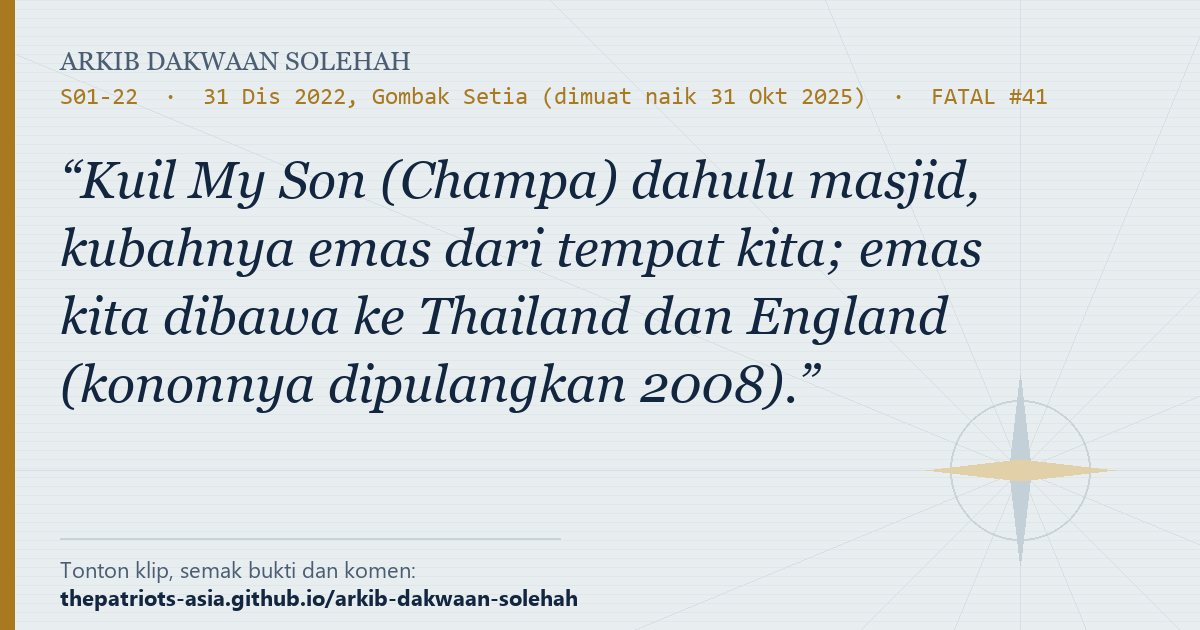 ARKIB DAKWAAN SOLEHAH
S01-22 · 31 Dis 2022, Gombak Setia (dimuat naik 31 Okt 2025) · FATAL #41
“Kuil My Son (Champa) dahulu masjid,
kubahnya emas dari tempat kita; emas
kita dibawa ke Thailand dan England
(kononnya dipulangkan 2008).”
Tonton klip, semak bukti dan komen:
thepatriots-asia.github.io/arkib-dakwaan-solehah